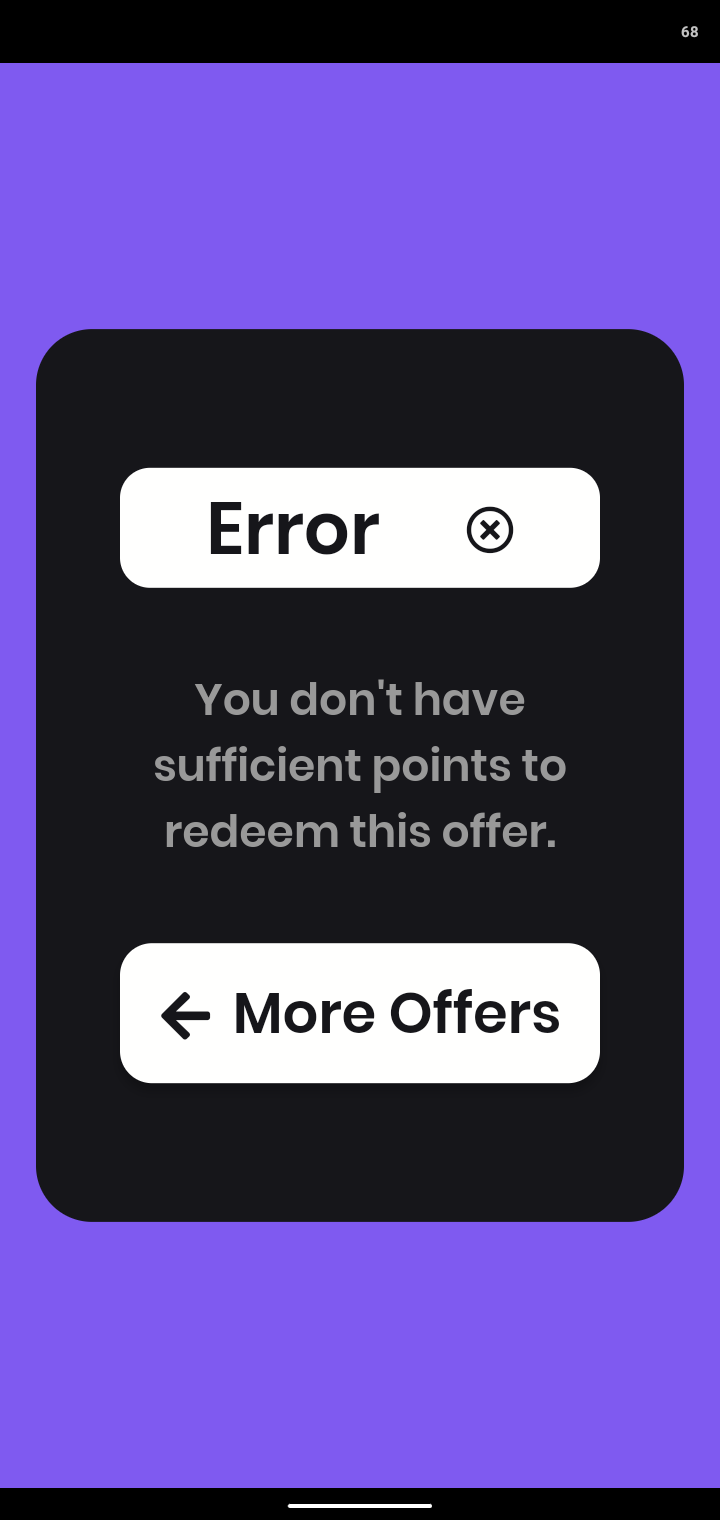 68
Error
You don't have
sufficient points to
redeem this offer.
More Offers